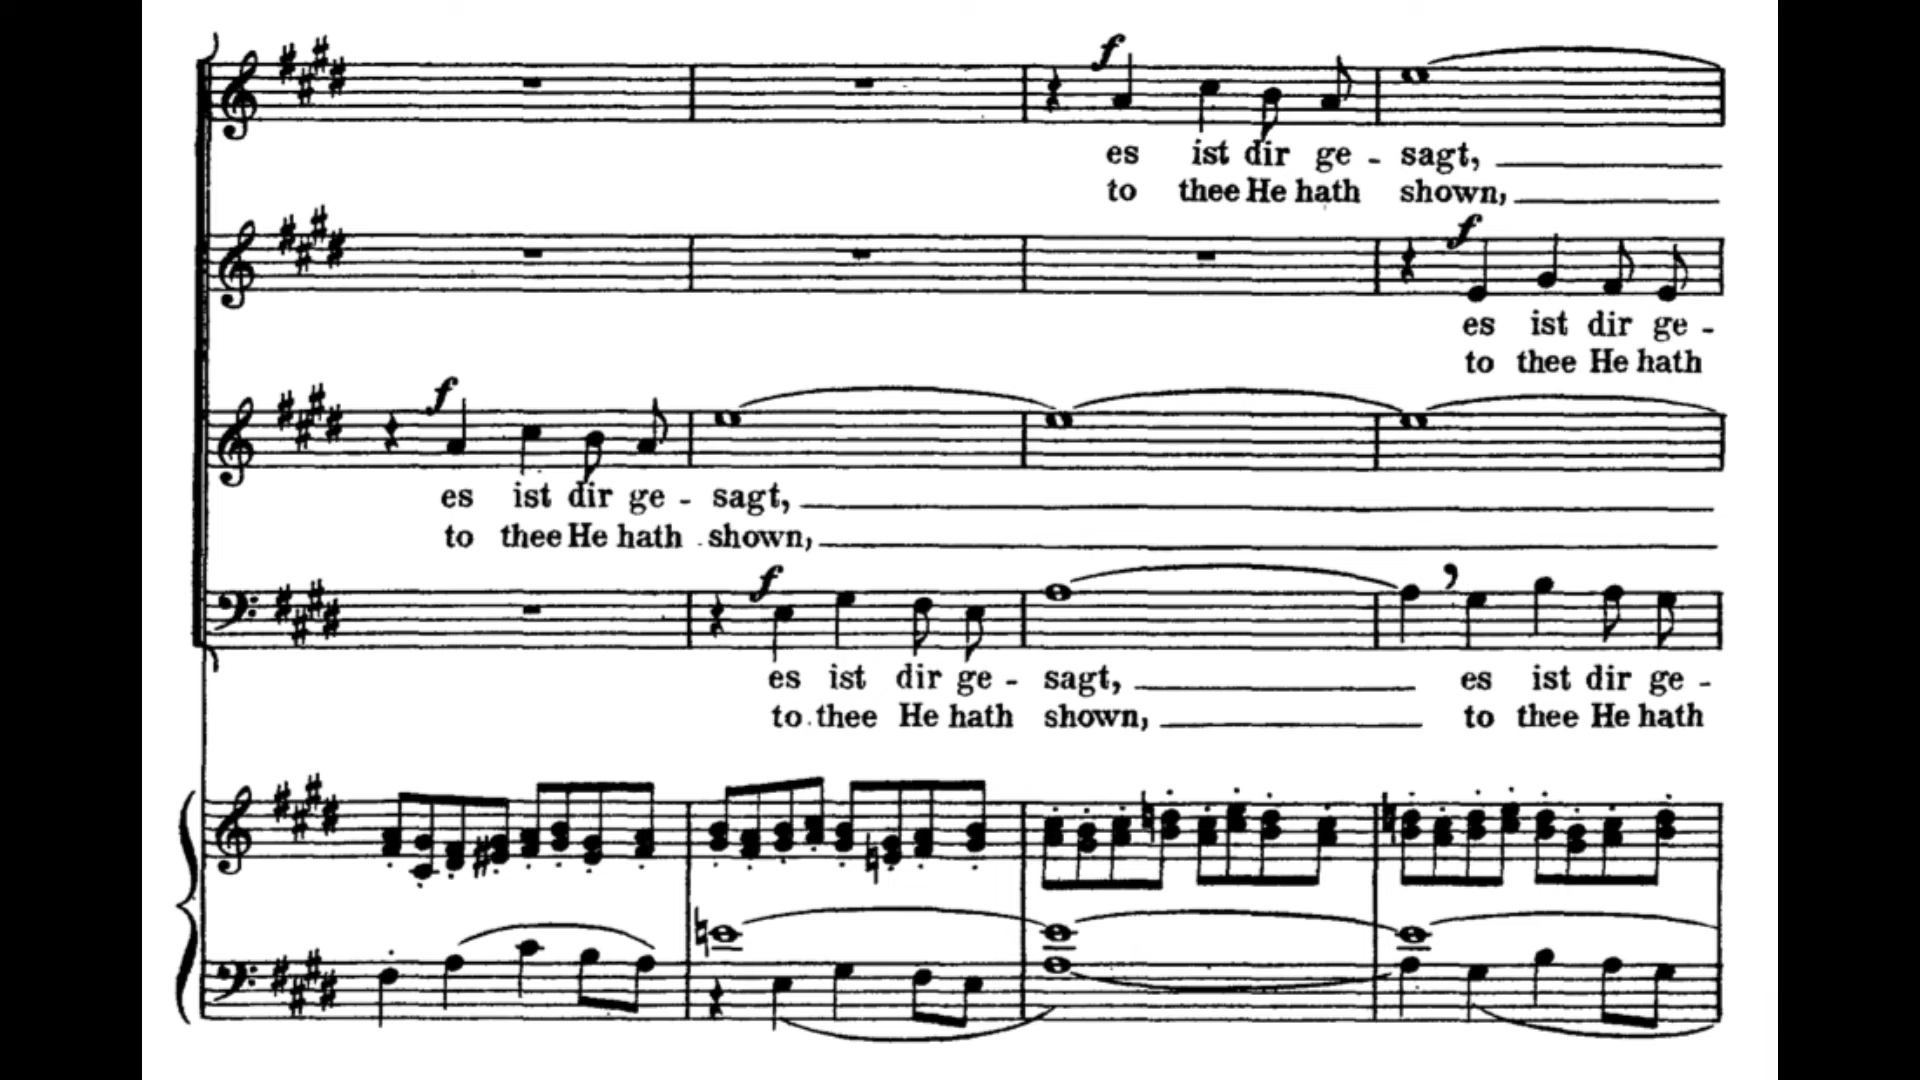 f
es ist dir ge - sagt,
to thee He hath shown,
f
es ist dir ge -
to thee He hath
f
es ist dir ge - sagt,
to thee He hath shown,
f
es ist dir ge - sagt, es ist dir ge -
to thee He hath shown, to thee He hath